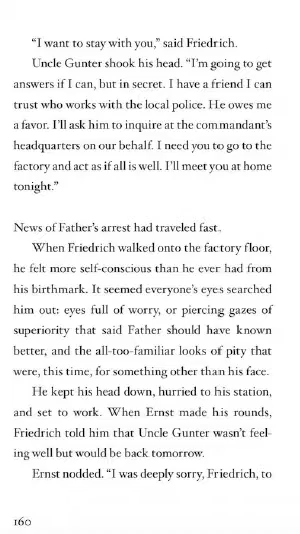 “I want to stay with you,” said Friedrich.
Uncle Gunter shook his head. “I’m going to get
answers if I can, but in secret. I have a friend I can
trust who works with the local police. He owes me
a favor. I’ll ask him to inquire at the commandant’s
headquarters on our behalf. I need you to go to the
factory and act as if all is well. I’ll meet you at home
tonight.”
News of Father’s arrest had traveled fast.
When Friedrich walked onto the factory floor,
he felt more self-conscious than he ever had from
his birthmark. It seemed everyone’s eyes searched
him out: eyes full of worry, or piercing gazes of
superiority that said Father should have known
better, and the all-too-familiar looks of pity that
were, this time, for something other than his face.
He kept his head down, hurried to his station,
and set to work. When Ernst made his rounds,
Friedrich told him that Uncle Gunter wasn’t feel-
ing well but would be back tomorrow.
Ernst nodded. “I was deeply sorry, Friedrich, to
160